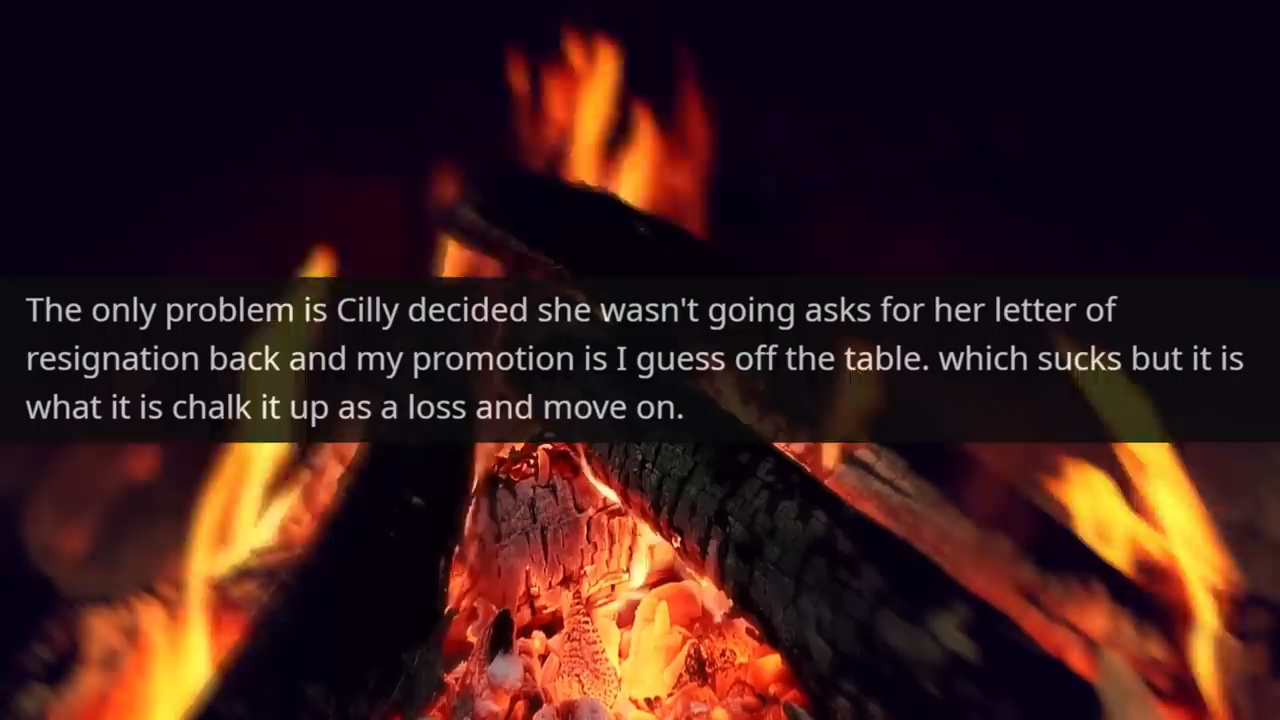 The only problem is Cilly decided she wasn't going asks for her letter of
resignation back and my promotion is I guess off the table. which sucks but it is
what it is chalk it up as a loss and move on.